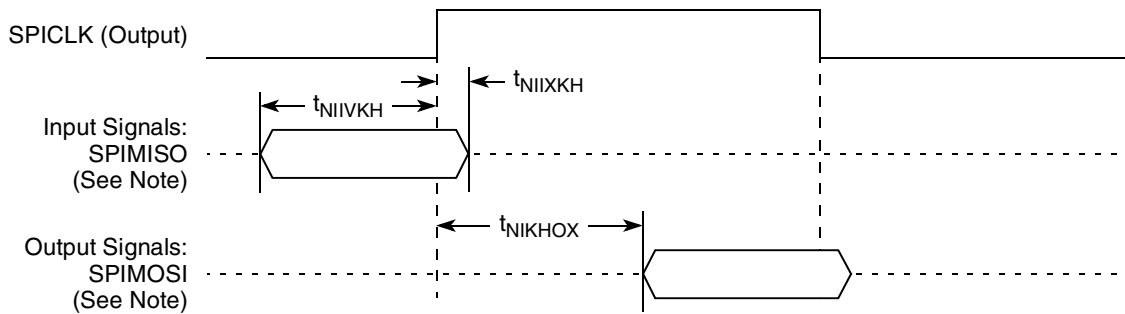 SPICLK (Output)
tNIIXKH
tNIIVKH
Input Signals:
SPIMISO
(See Note)
tNIKHOX
Output Signals:
SPIMOSI
(See Note)